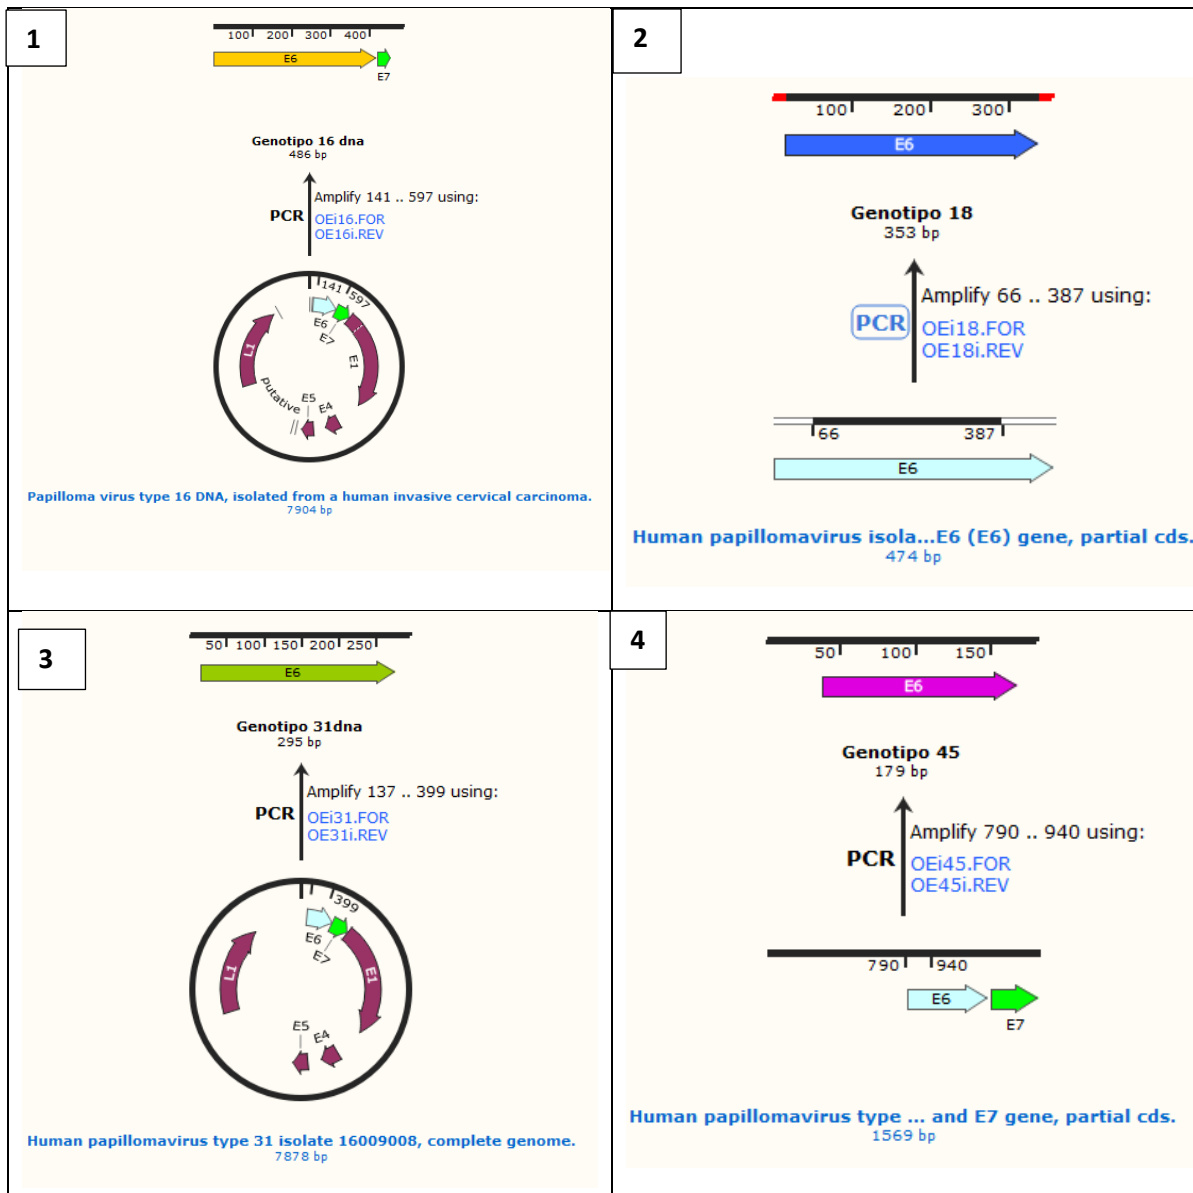 1
100 200 300 400
E6
E7
Genotipo 16 dna
486 bp
PCR
Amplify 141 .. 597 using:
OEi16.FOR
OE16i.REV
141
597
E6
E7
E1
L1
putative
E5
E4
Papilloma virus type 16 DNA, isolated from a human invasive cervical carcinoma.
7904 bp
2
100 200 300
E6
Genotipo 18
353 bp
PCR
Amplify 66 .. 387 using:
OEi18.FOR
OE18i.REV
66 387
E6
Human papillomavirus isola...E6 (E6) gene, partial cds.
474 bp
3
50 100 150 200 250
E6
Genotipo 31dna
295 bp
PCR
Amplify 137 .. 399 using:
OEi31.FOR
OE31i.REV
399
E6
E7
E1
L1
E5
E4
Human papillomavirus type 31 isolate 16009008, complete genome.
7878 bp
4
50 100 150
E6
Genotipo 45
179 bp
PCR
Amplify 790 .. 940 using:
OEi45.FOR
OE45i.REV
790 940
E6
E7
Human papillomavirus type ... and E7 gene, partial cds.
1569 bp